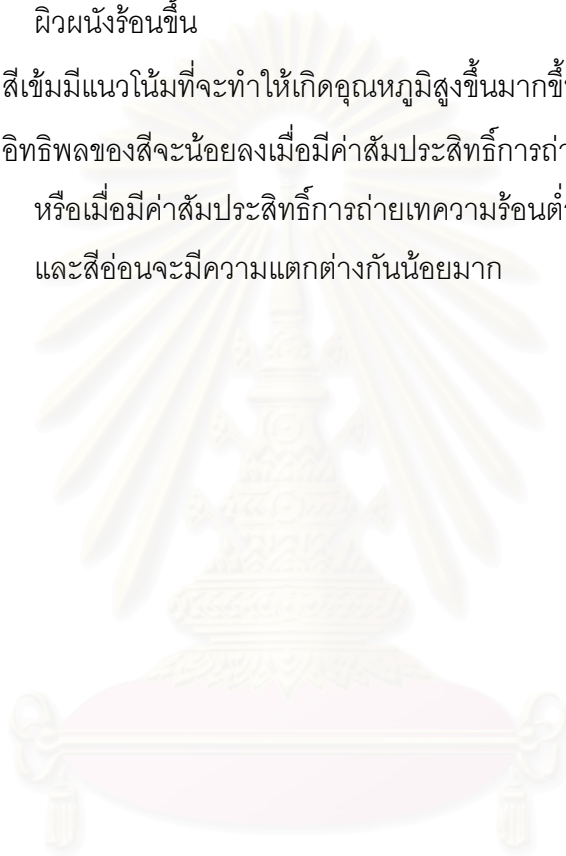 ผิวผนังร้อนขึ้น
สีเข้มมีแนวโน้มที่จะทำให้เกิดอุณหภูมิสูงขึ้นมากขึ้
อิทธิพลของสีจะน้อยลงเมื่อมีค่าสัมประสิทธิ์การถ่า
หรือเมื่อมีค่าสัมประสิทธิ์การถ่ายเทความร้อนต่ำ
และสีอ่อนจะมีความแตกต่างกันน้อยมาก